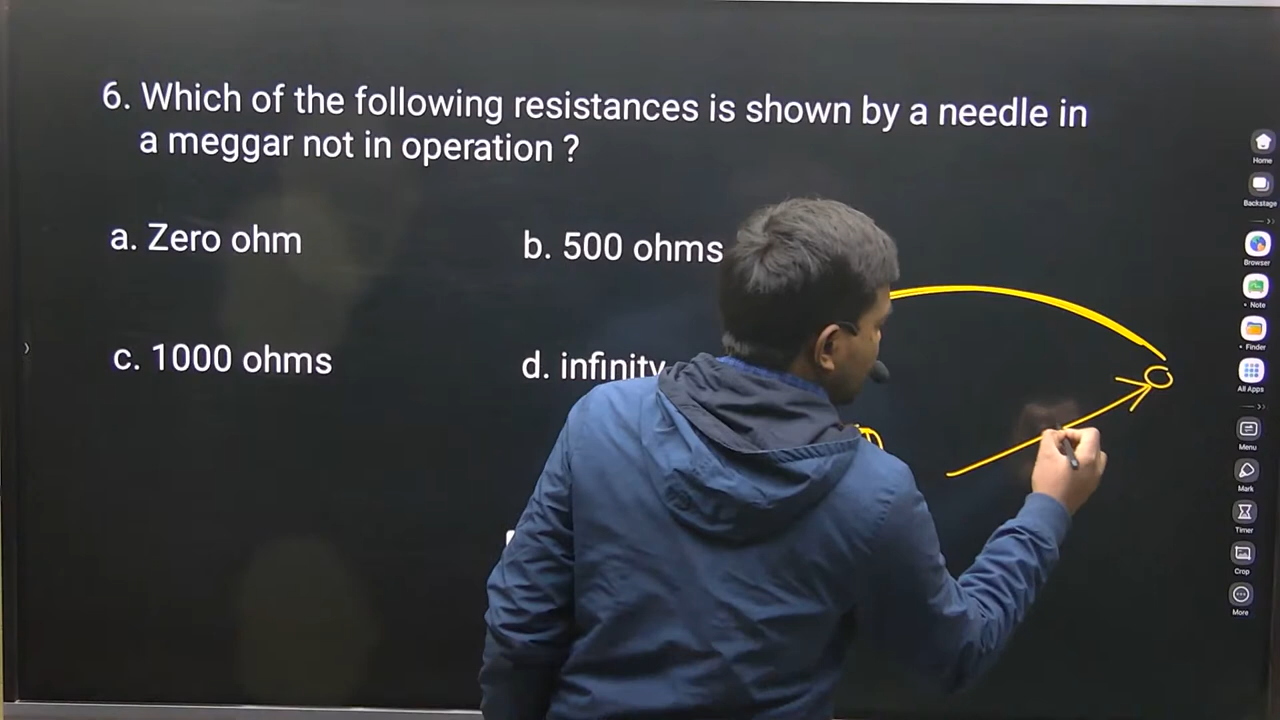 6. Which of the following resistances is shown by a needle in
a meggar not in operation ?
a. Zero ohm
b. 500 ohms
c. 1000 ohms
d. infinity
Home
Backstage
Browser
Note
Finder
All Apps
Menu
Mark
Timer
Crop
More